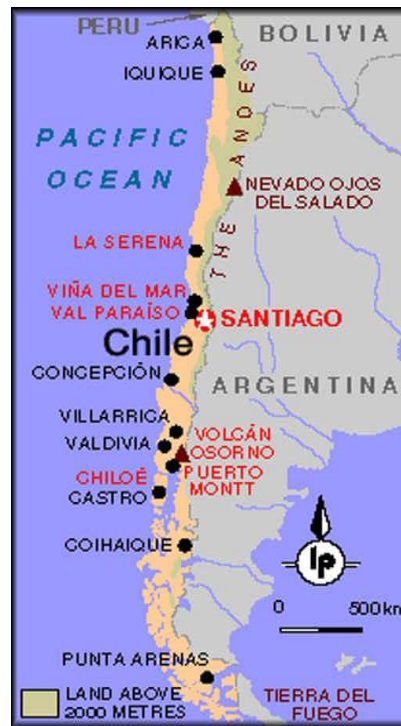 PERU
BOLIVIA
ARICA
IQUIQUE
THE ANDES
PACIFIC
OCEAN
NEVADO OJOS
DEL SALADO
LA SERENA
VIÑA DEL MAR
VAL PARAÍSO
SANTIAGO
Chile
CONCEPCIÓN
ARGENTINA
VILLARRICA
VOLCÁN
VALDIVIA
OSORNO
CHILOÉ
PUERTO
CASTRO
MONTT
COIHAIQUE
lp
0 500km
PUNTA ARENAS
LAND ABOVE
2000 METRES
TIERRA DEL
FUEGO